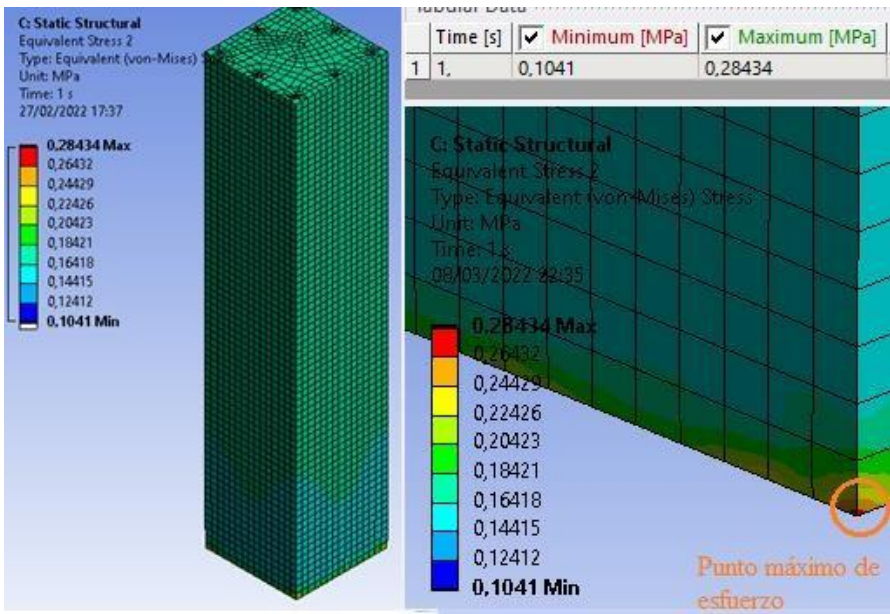 C: Static Structural
Equivalent Stress 2
Type: Equivalent (von-Mises) Stress
Unit: MPa
Time: 1 s
27/02/2022 17:37
0,28434 Max
0,26432
0,24429
0,22426
0,20423
0,18421
0,16418
0,14415
0,12412
0,1041 Min
Tabular Data
Time [s] Minimum [MPa] Maximum [MPa]
1 1, 0,1041 0,28434
C: Static Structural
Equivalent Stress 2
Type: Equivalent (von-Mises) Stress
Unit: MPa
Time: 1 s
08/03/2022 22:35
0,28434 Max
0,26432
0,24429
0,22426
0,20423
0,18421
0,16418
0,14415
0,12412
0,1041 Min
Punto máximo de
esfuerzo